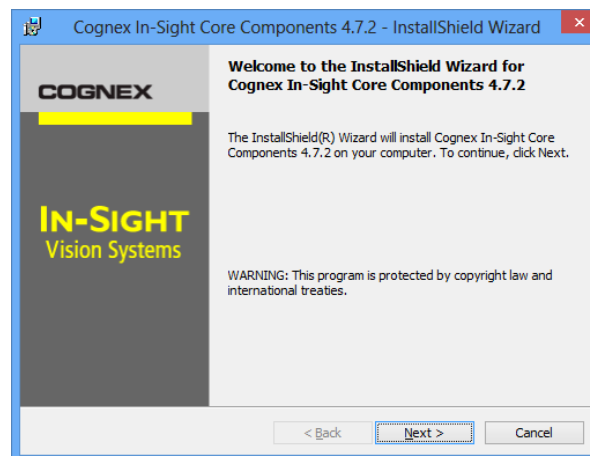 Cognex In-Sight Core Components 4.7.2 - InstallShield Wizard
COGNEX
Welcome to the InstallShield Wizard for
Cognex In-Sight Core Components 4.7.2
The InstallShield(R) Wizard will install Cognex In-Sight Core
Components 4.7.2 on your computer. To continue, click Next.
IN-SIGHT
Vision Systems
WARNING: This program is protected by copyright law and
international treaties.
< Back Next > Cancel